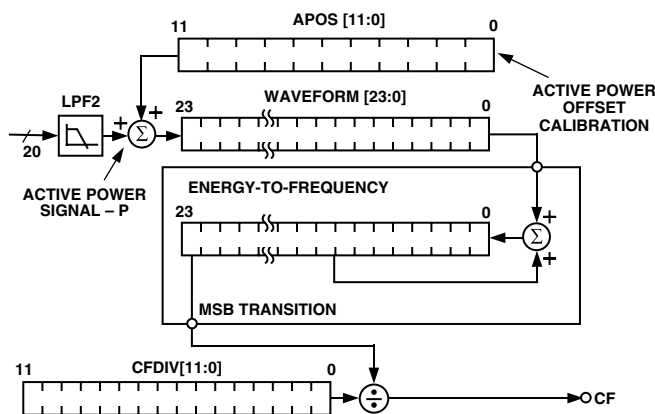 APOS [11:0]
11
0
LPF2
WAVEFORM [23:0]
ACTIVE POWER
OFFSET
CALIBRATION
+
+
23
0
Σ
20
ACTIVE POWER
SIGNAL – P
ENERGY-TO-FREQUENCY
23
0
+
Σ
+
MSB TRANSITION
11
CFDIV[11:0]
0
÷
CF